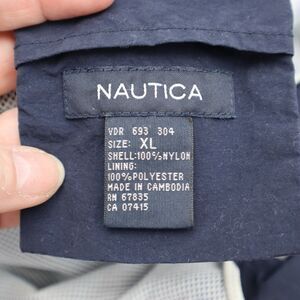 NAUTICA
VDR 693 304
SIZE: XL
SHELL:100%NYLON
LINING:
100%POLYESTER
MADE IN CAMBODIA
RN 67835
CA 07415